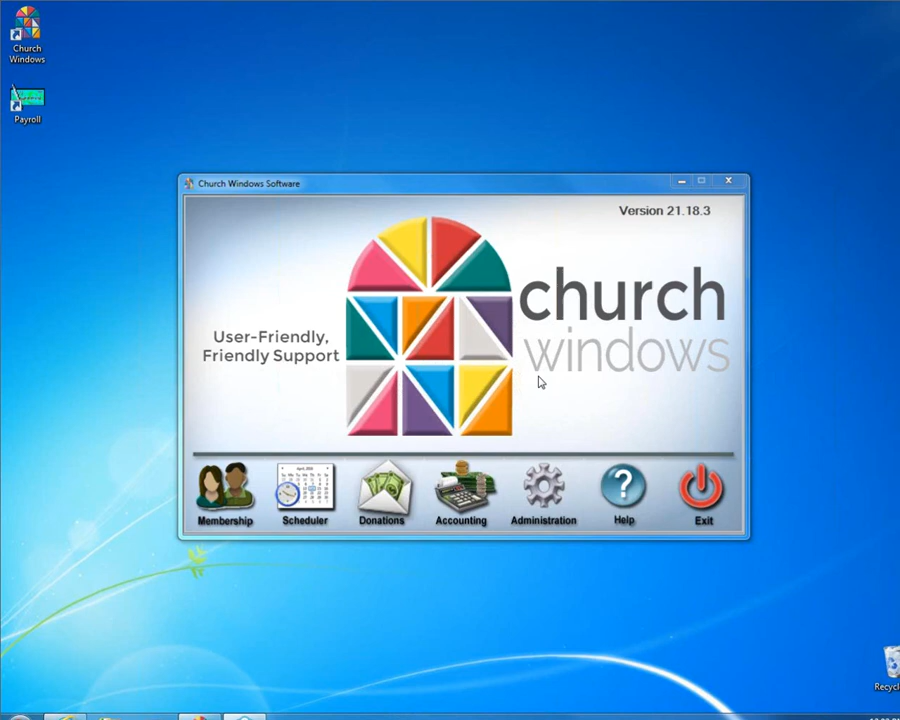 Church
Windows
Payroll
Church Windows Software
Version 21.18.3
church
windows
User-Friendly,
Friendly Support
Membership
Scheduler
Donations
Accounting
Administration
?
Help
Exit
Recycle